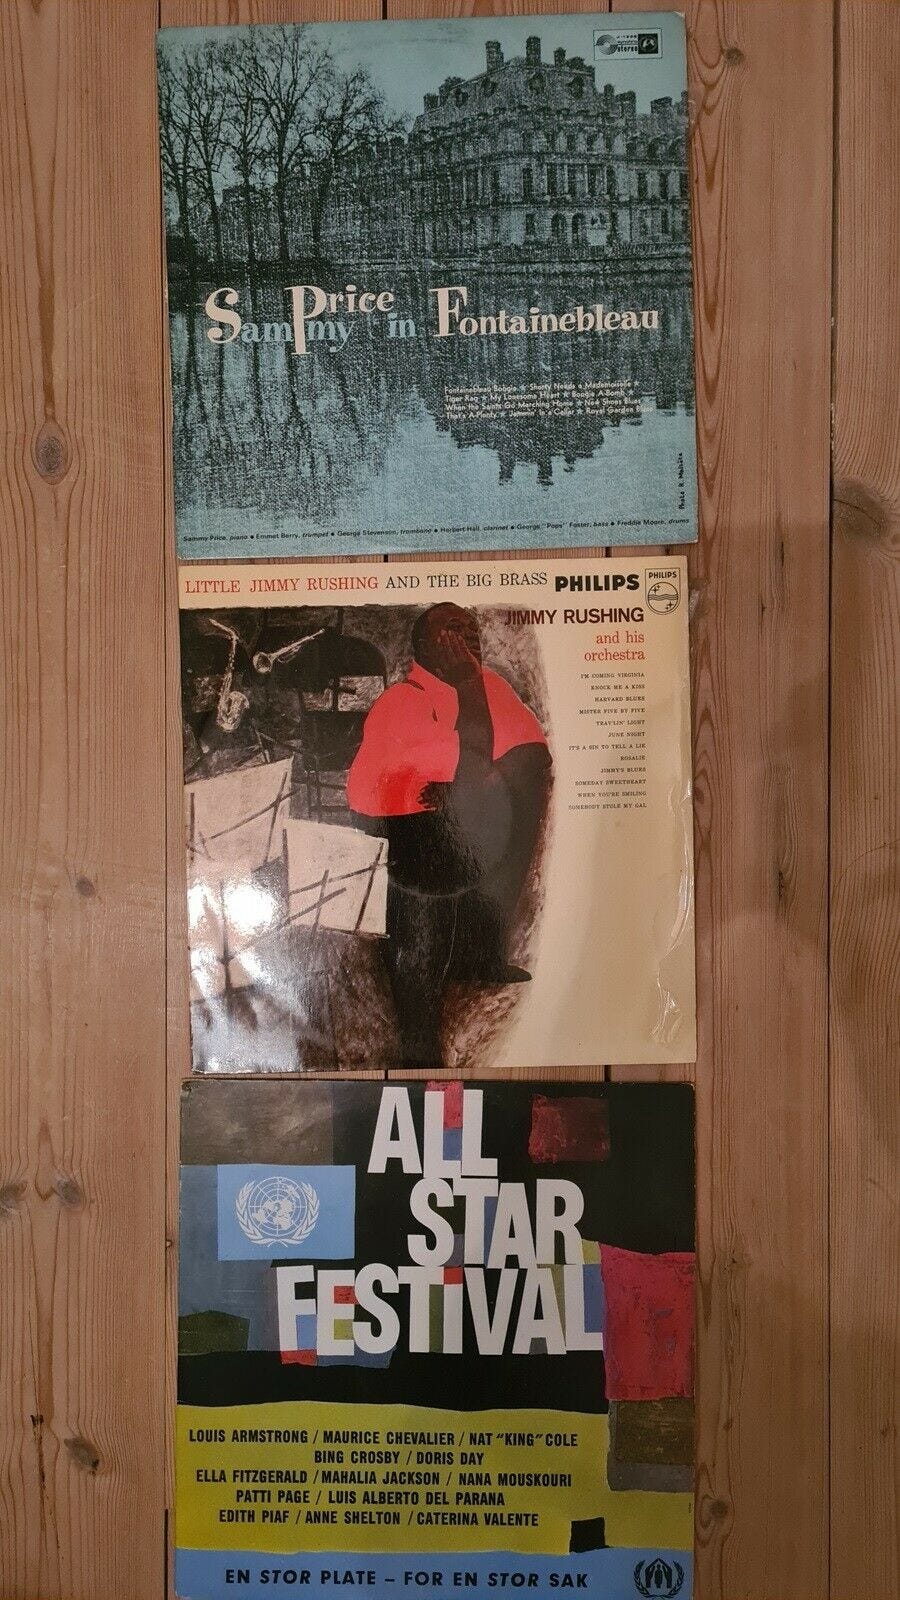 stereo
Sammy Price in Fontainebleau
Fontainebleau Boogie ★ Shorty Needs a Mademoiselle ★
Tiger Rag ★ My Lonesome Heart ★ Boogie A-Bomb ★
When the Saints Go Marching Home ★ New Shoes Blues
That's A-Plenty ★ Jammin' in a Cellar ★ Royal Garden Blues
Photo R.
Sammy Price, piano • Emmet Berry, trumpet • George Stevenson, trombone • Herbert Hall, clarinet • George "Pops" Foster, bass • Freddie Moore, drums
LITTLE JIMMY RUSHING AND THE BIG BRASS PHILIPS
PHILIPS
JIMMY RUSHING
and his
orchestra
I'M COMING VIRGINIA
KNOCK ME A KISS
HARVARD BLUES
MISTER FIVE BY FIVE
TRAV'LIN' LIGHT
JUNE NIGHT
IT'S A SIN TO TELL A LIE
ROSALIE
JIMMY'S BLUES
SOMEDAY SWEETHEART
WHEN YOU'RE SMILING
SOMEBODY STOLE MY GAL
ALL
STAR
FESTIVAL
LOUIS ARMSTRONG / MAURICE CHEVALIER / NAT "KING" COLE
BING CROSBY / DORIS DAY
ELLA FITZGERALD / MAHALIA JACKSON / NANA MOUSKOURI
PATTI PAGE / LUIS ALBERTO DEL PARANA
EDITH PIAF / ANNE SHELTON / CATERINA VALENTE
EN STOR PLATE – FOR EN STOR SAK